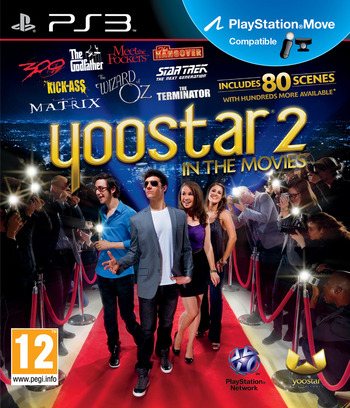 PS3
PlayStation®Move
Compatible
300
The Godfather
Meet the Fockers
THE HANGOVER
KICK-ASS
THE WIZARD OF OZ
STAR TREK
THE NEXT GENERATION
THE MATRIX
THE TERMINATOR
INCLUDES 80 SCENES
WITH HUNDREDS MORE AVAILABLE*
yoostar 2
IN THE MOVIES
12
www.pegi.info
PlayStation
Network
yoostar